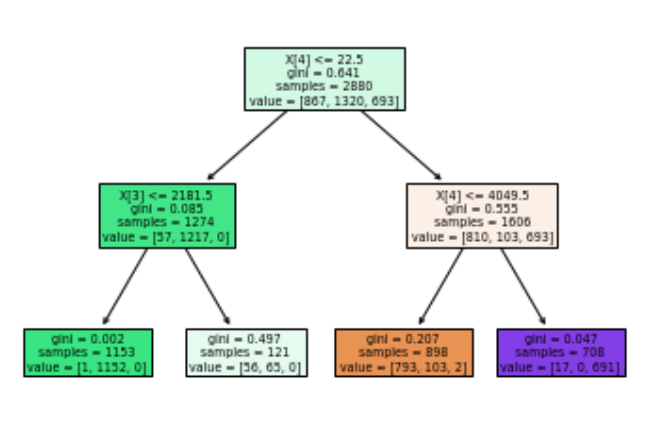 X[4] <= 22.5
gini = 0.641
samples = 2880
value = [867, 1320, 693]
X[3] <= 2181.5
gini = 0.085
samples = 1274
value = [57, 1217, 0]
X[4] <= 4049.5
gini = 0.555
samples = 1606
value = [810, 103, 693]
gini = 0.002
samples = 1153
value = [1, 1152, 0]
gini = 0.497
samples = 121
value = [56, 65, 0]
gini = 0.207
samples = 898
value = [793, 103, 2]
gini = 0.047
samples = 708
value = [17, 0, 691]